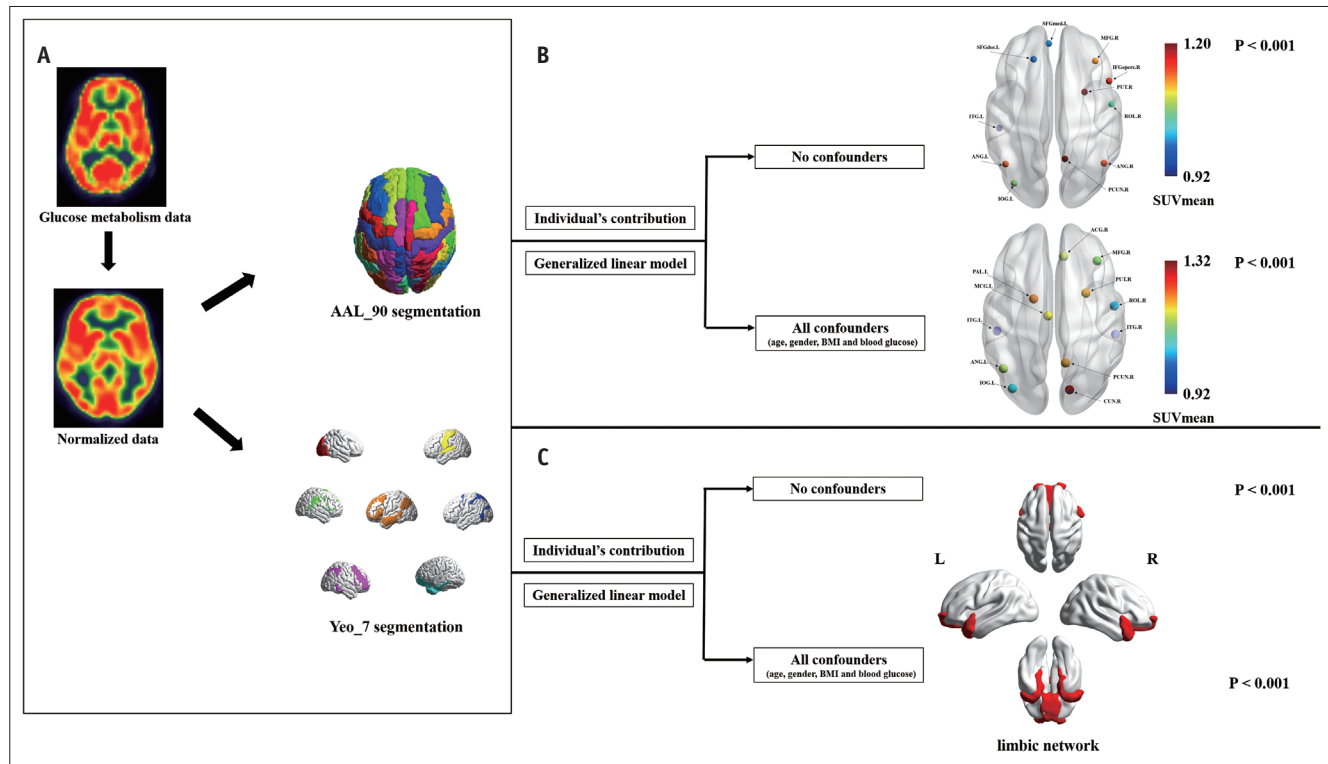 A
Glucose metabolism data
Normalized data
AAL_90 segmentation
Yeo_7 segmentation
B
Individual's contribution
Generalized linear model
No confounders
All confounders
(age, gender, BMI and blood glucose)
SFGmed.L
SFGdor.L
MFG.R
IFGoperc.R
PUT.R
ROL.R
ITG.L
ANG.L
ANG.R
PCUN.R
IOG.L
1.20
0.92
SUVmean
P < 0.001
ACG.R
MFG.R
PAL.L
PUT.R
MCG.L
ROL.R
ITG.L
ITG.R
ANG.L
PCUN.R
IOG.L
CUN.R
1.32
0.92
SUVmean
P < 0.001
C
Individual's contribution
Generalized linear model
No confounders
All confounders
(age, gender, BMI and blood glucose)
P < 0.001
L
R
P < 0.001
limbic network